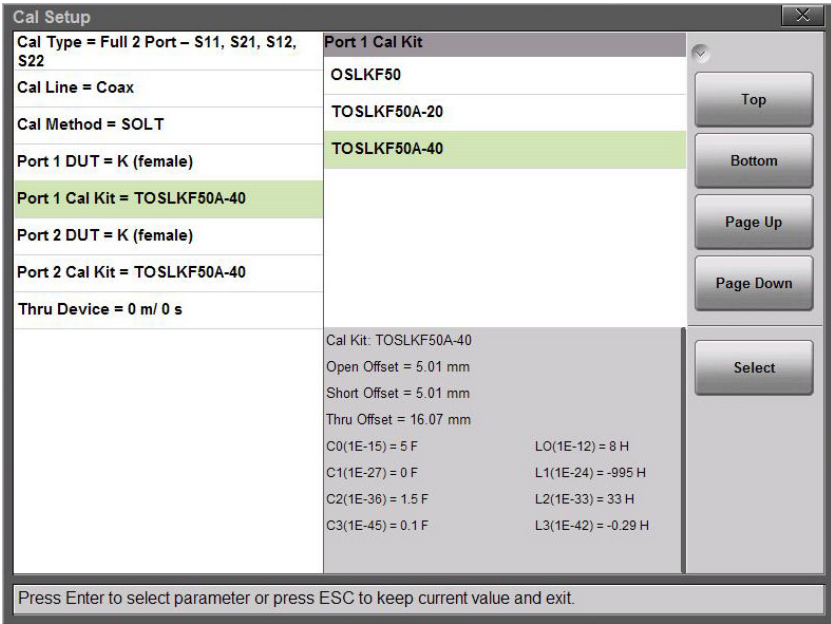 Cal Setup
Cal Type = Full 2 Port – S11, S21, S12,
S22
Cal Line = Coax
Cal Method = SOLT
Port 1 DUT = K (female)
Port 1 Cal Kit = TOSLKF50A-40
Port 2 DUT = K (female)
Port 2 Cal Kit = TOSLKF50A-40
Thru Device = 0 m/ 0 s
Port 1 Cal Kit
OSLKF50
TOSLKF50A-20
TOSLKF50A-40
Cal Kit: TOSLKF50A-40
Open Offset = 5.01 mm
Short Offset = 5.01 mm
Thru Offset = 16.07 mm
C0(1E-15) = 5 F LO(1E-12) = 8 H
C1(1E-27) = 0 F L1(1E-24) = -995 H
C2(1E-36) = 1.5 F L2(1E-33) = 33 H
C3(1E-45) = 0.1 F L3(1E-42) = -0.29 H
Top
Bottom
Page Up
Page Down
Select
Press Enter to select parameter or press ESC to keep current value and exit.